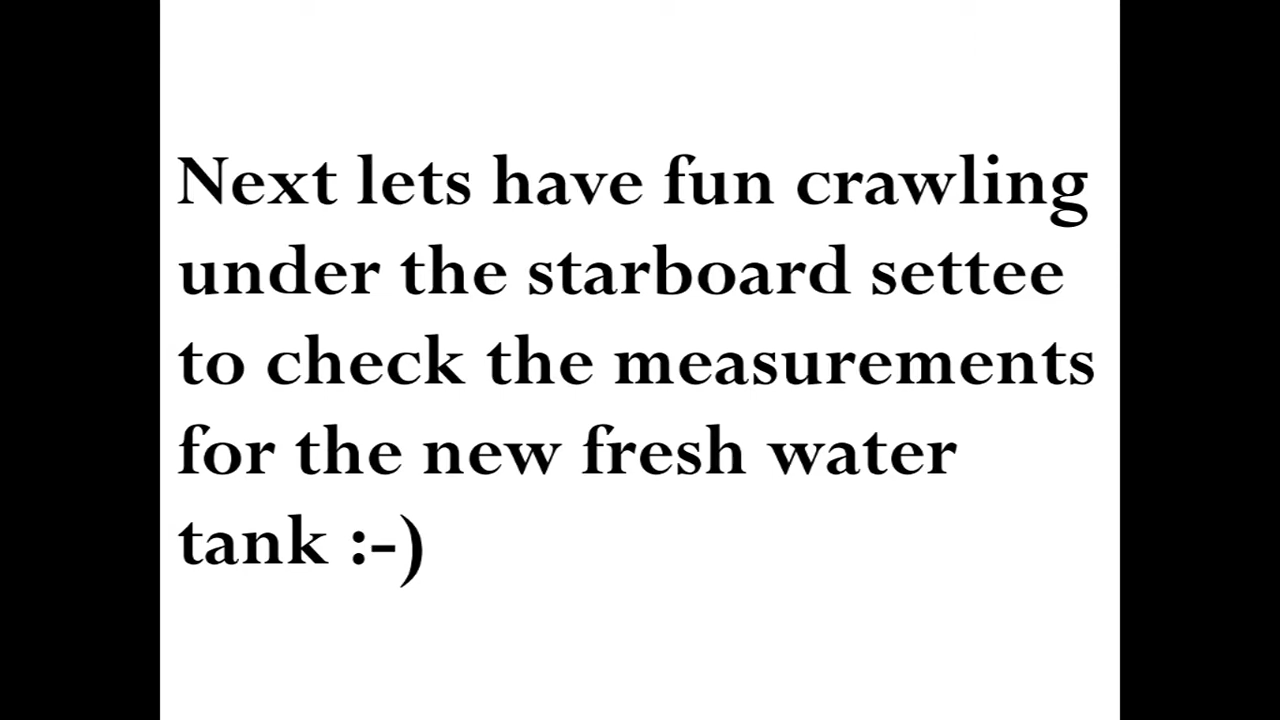 Next lets have fun crawling
under the starboard settee
to check the measurements
for the new fresh water
tank :-)